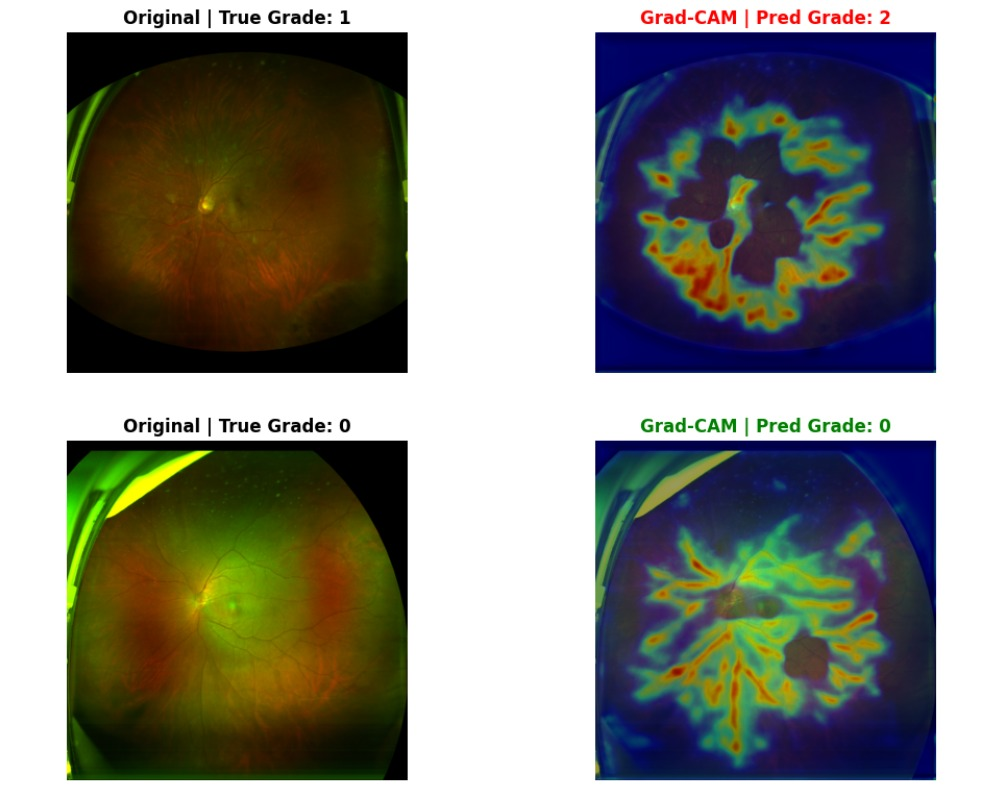 Original | True Grade: 1
Grad-CAM | Pred Grade: 2
Original | True Grade: 0
Grad-CAM | Pred Grade: 0